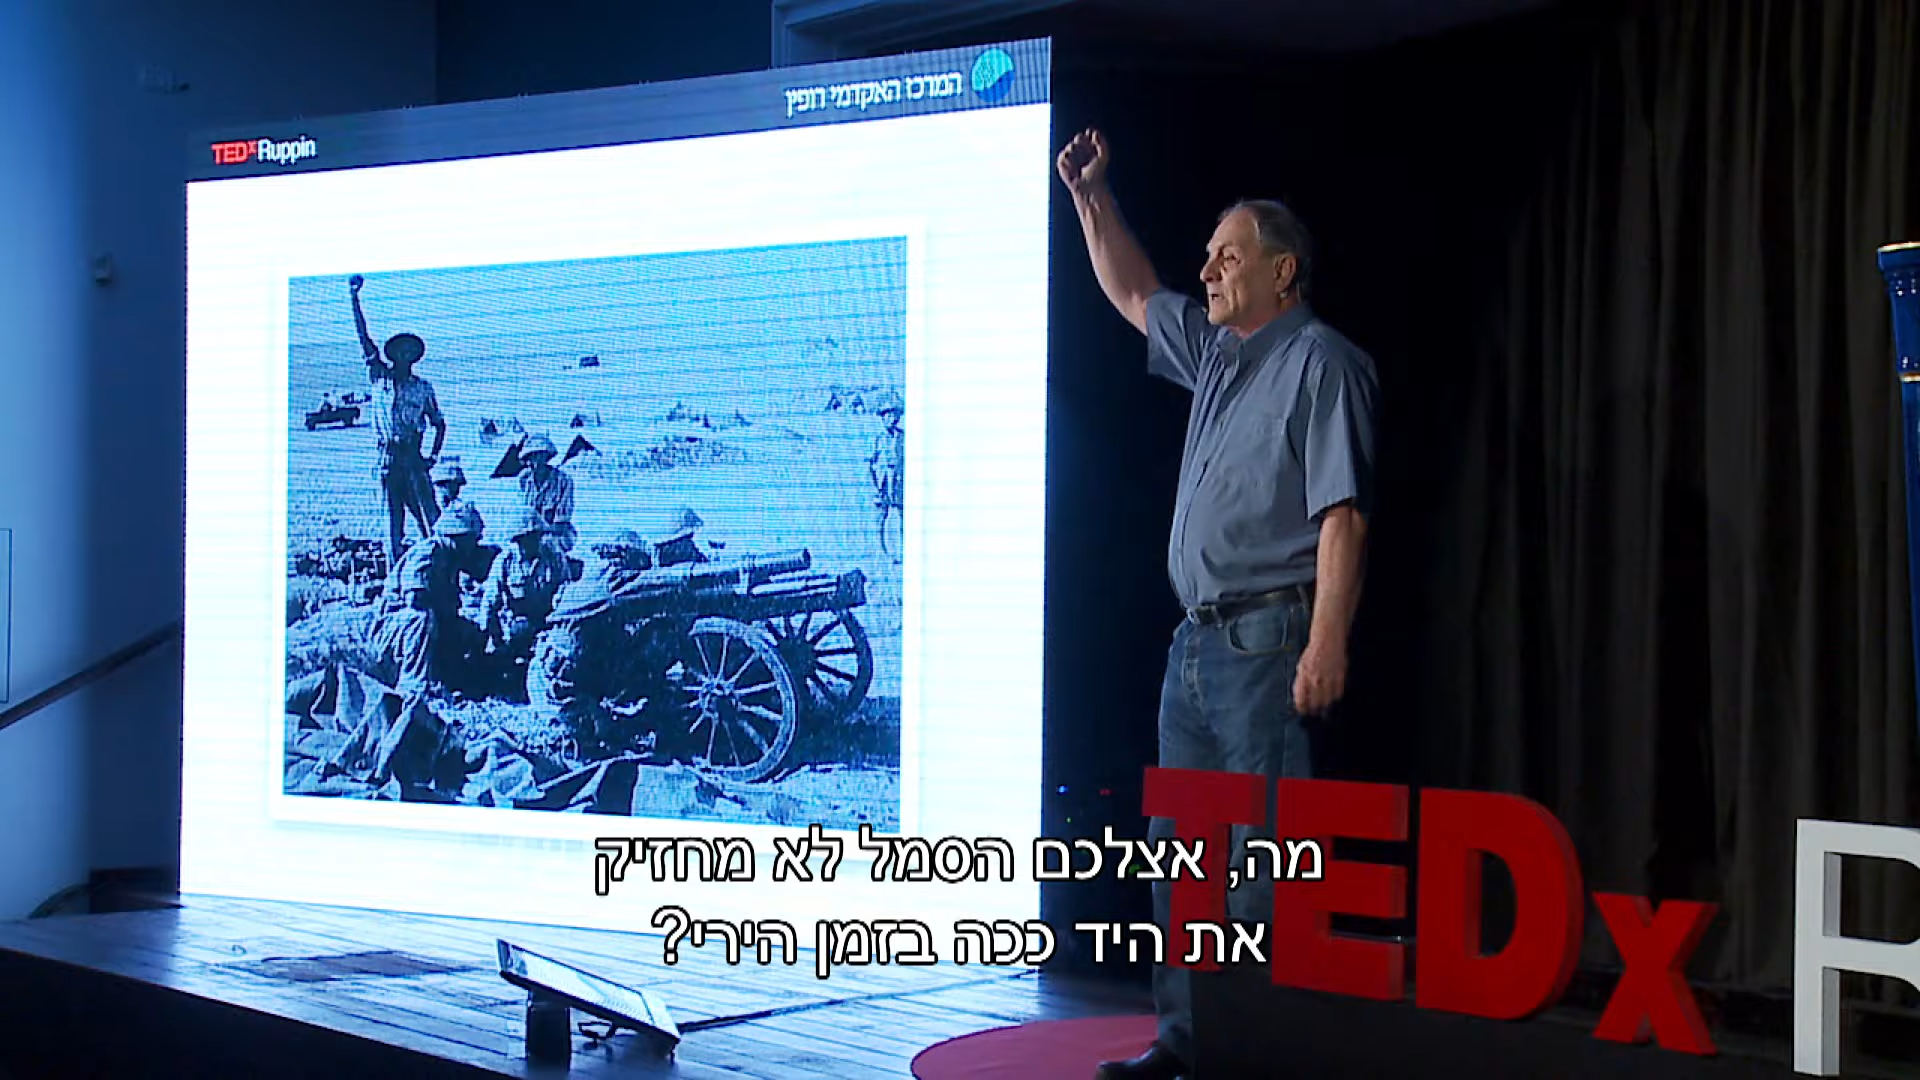 המרכז האקדמי רופין
TEDxRuppin
מה, אצלכם הסמל לא מחזיק
את היד ככה בזמן הירי?
TEDx R